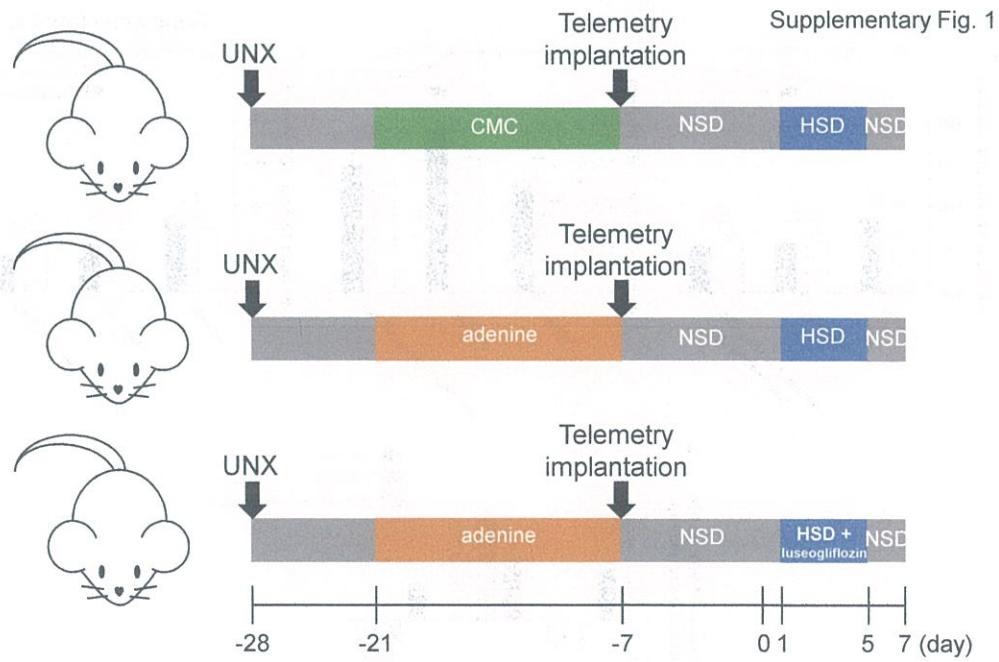 Supplementary Fig. 1
Telemetry
implantation
UNX
CMC
NSD
HSD
NSD
Telemetry
implantation
UNX
adenine
NSD
HSD
NSD
Telemetry
implantation
UNX
adenine
NSD
HSD +
luseogliflozin
NSD
-28 -21 -7 0 1 5 7 (day)